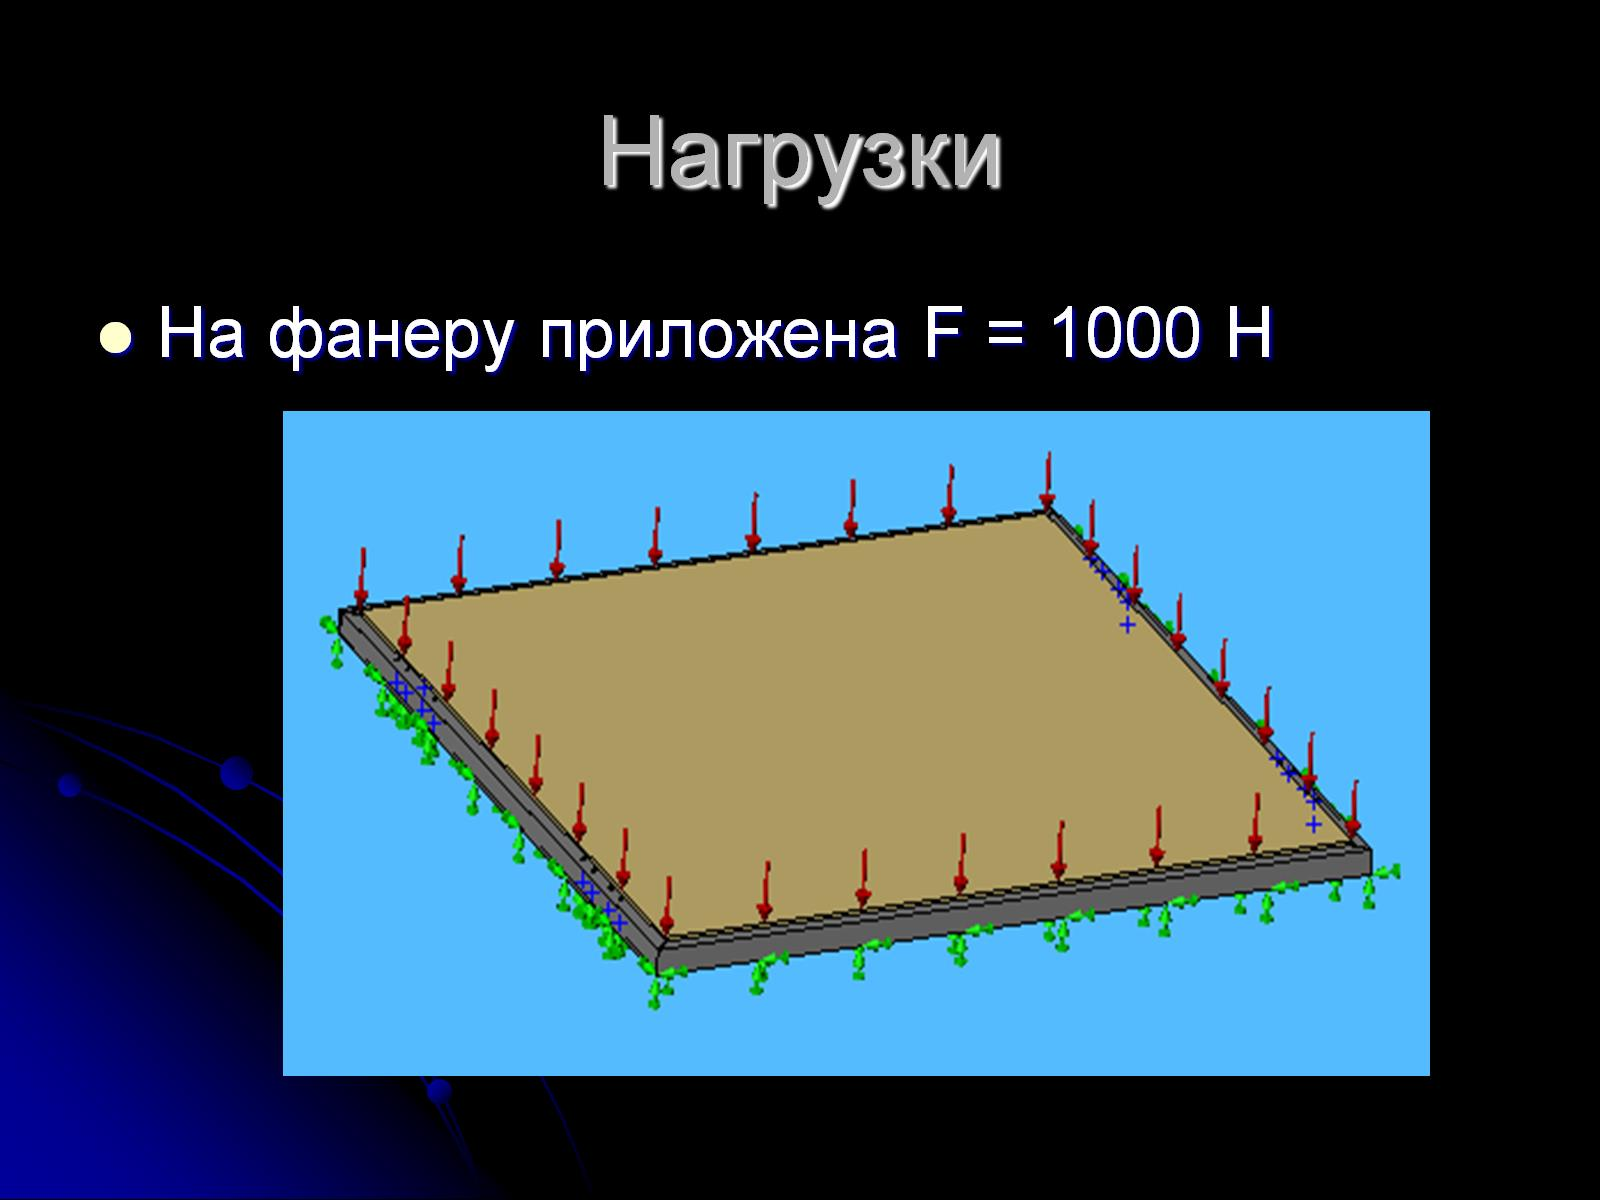 Нагрузки
На фанеру приложена F = 1000 Н